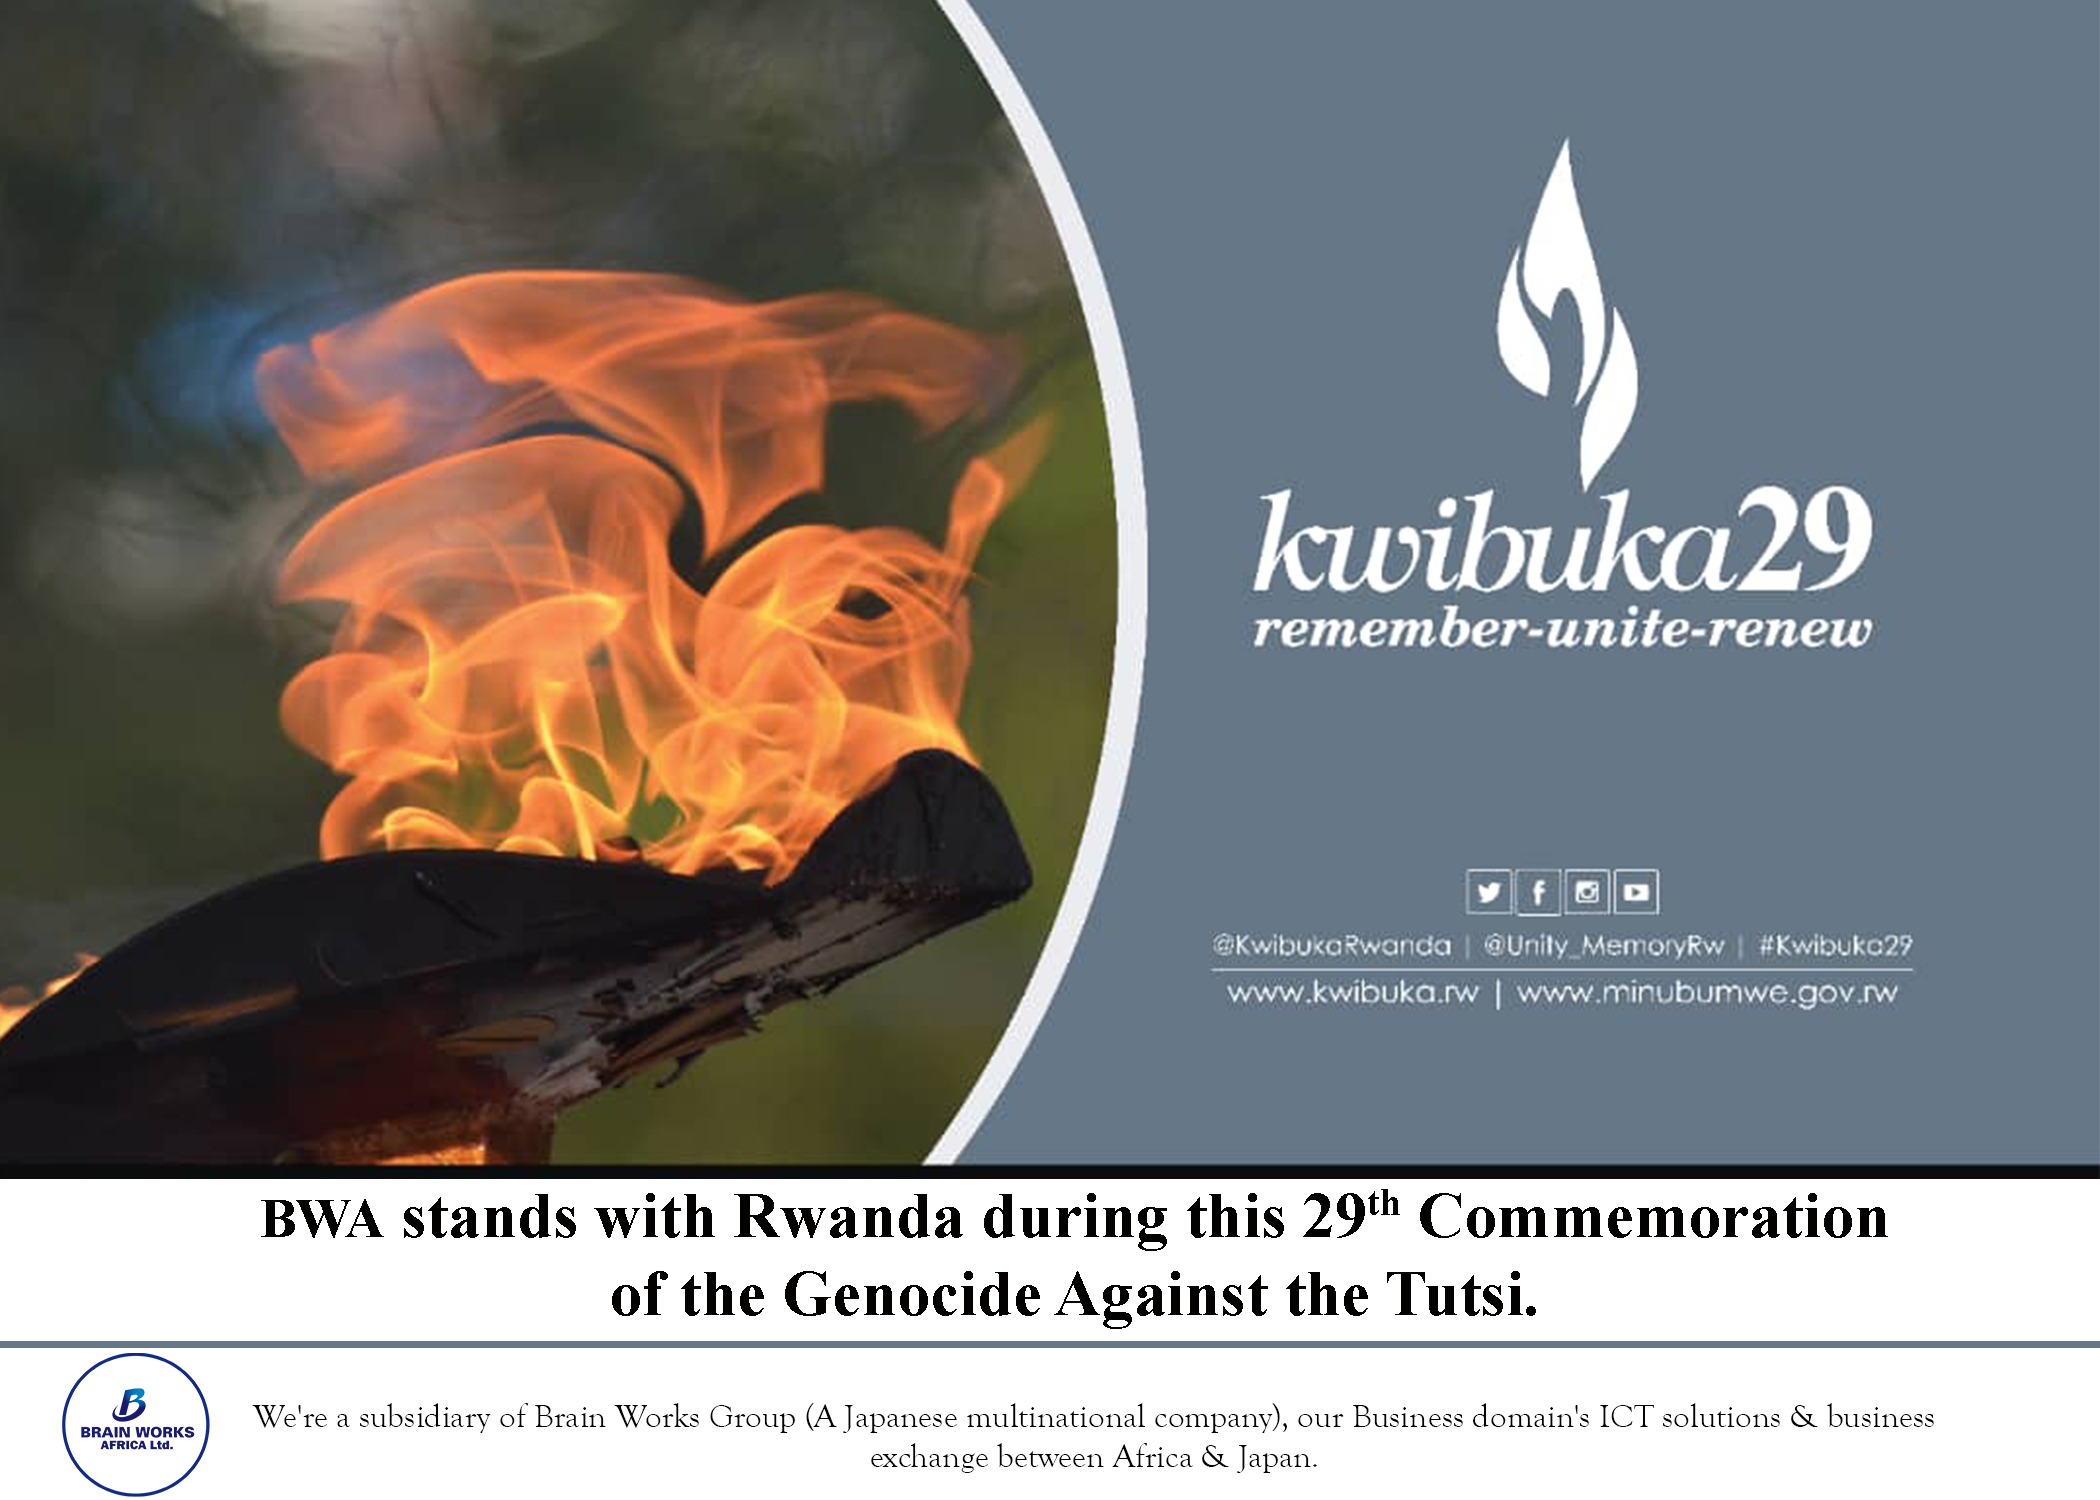 kwibuka29
remember-unite-renew
@KwibukaRwanda | @Unity_MemoryRw | #Kwibuka29
www.kwibuka.rw | www.minubumwe.gov.rw
BWA stands with Rwanda during this 29th Commemoration
of the Genocide Against the Tutsi.
B
BRAIN WORKS
AFRICA Ltd.
We're a subsidiary of Brain Works Group (A Japanese multinational company), our Business domain's ICT solutions & business
exchange between Africa & Japan.